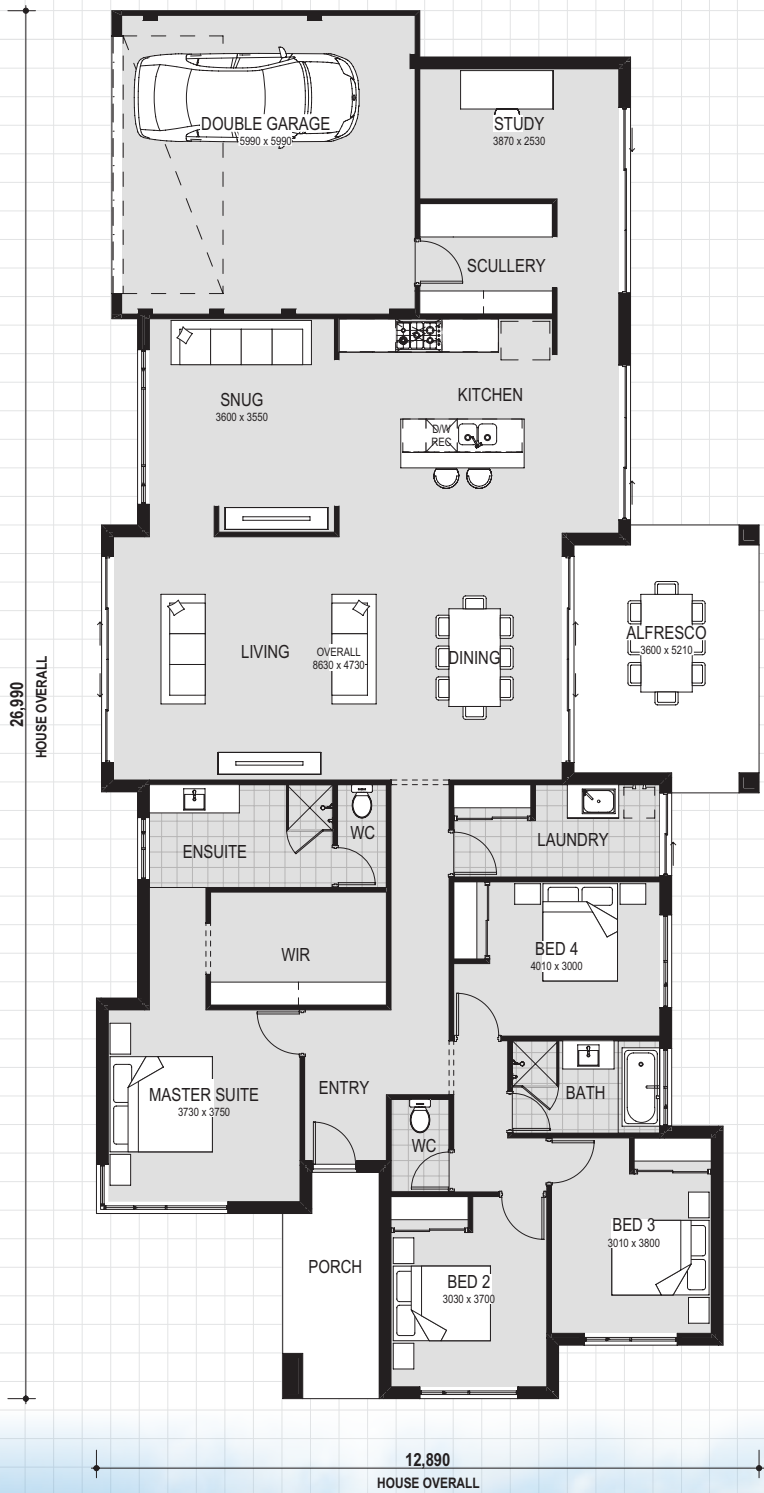 DOUBLE GARAGE
5990 x 5990
STUDY
3870 x 2530
SCULLERY
SNUG
3600 x 3550
KITCHEN
D/W
REC
LIVING
OVERALL
8630 x 4730
DINING
ALFRESCO
3600 x 5210
26,990
HOUSE OVERALL
ENSUITE
WC
LAUNDRY
WIR
BED 4
4010 x 3000
MASTER SUITE
3730 x 3750
ENTRY
BATH
WC
PORCH
BED 2
3030 x 3700
BED 3
3010 x 3800
12,890
HOUSE OVERALL